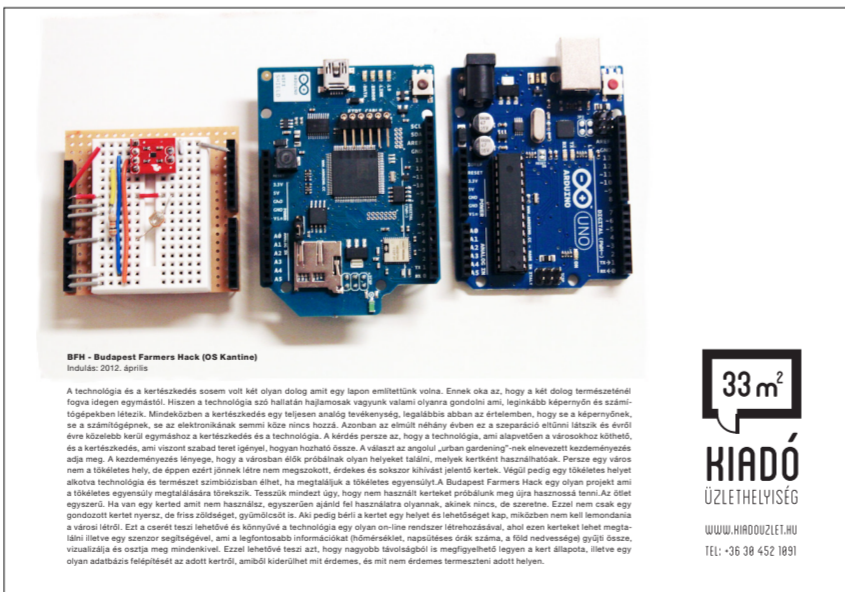 ARDUINO
UNO
BFH - Budapest Farmers Hack (OS Kantine)
Indulás: 2012. április
A technológia és a kertészkedés sosem volt két olyan dolog amit egy lapon említettünk volna. Ennek oka az, hogy a két dolog természeténél
fogva idegen egymástól. Hiszen a technológia szó hallatán hajlamosak vagyunk valami olyanra gondolni ami, leginkább képernyőn és számí-
tógépekben létezik. Mindeközben a kertészkedés egy teljesen analóg tevékenység, legalábbis abban az értelemben, hogy se a képernyőnek,
se a számítógépnek, se az elektronikának semmi köze nincs hozzá. Azonban az elmúlt néhány évben ez a szeparáció eltűnni látszik és évről
évre közelebb kerül egymáshoz a kertészkedés és a technológia. A kérdés persze az, hogy a technológia, ami alapvetően a városokhoz köthető,
és a kertészkedés, ami viszont szabad teret igényel, hogyan hozható össze. A választ az angolul „urban gardening”-nek elnevezett kezdeményezés
adja meg. A kezdeményezés lényege, hogy a városban élők próbálnak olyan helyeket találni, melyek kertként használhatóak. Persze egy város
nem a tökéletes hely, de éppen ezért jönnek létre nem megszokott, érdekes és sokszor kihívást jelentő kertek. Végül pedig egy tökéletes helyet
alkotva technológia és természet szimbiózisban élhet, ha megtaláljuk a tökéletes egyensúlyt.A Budapest Farmers Hack egy olyan projekt ami
a tökéletes egyensúly megtalálására törekszik. Tesszük mindezt úgy, hogy nem használt kerteket próbálunk meg újra hasznossá tenni.Az ötlet
egyszerű. Ha van egy kerted amit nem használsz, egyszerűen ajánld fel használatra olyannak, akinek nincs, de szeretne. Ezzel nem csak egy
gondozott kertet nyersz, de friss zöldséget, gyümölcsöt is. Aki pedig bérli a kertet egy helyet és lehetőséget kap, miközben nem kell lemondania
a városi létről. Ezt a cserét teszi lehetővé és könnyűvé a technológia egy olyan on-line rendszer létrehozásával, ahol ezen kerteket lehet megta-
lálni illetve egy szenzor segítségével, ami a legfontosabb információkat (hőmérséklet, napsütéses órák száma, a föld nedvessége) gyűjti össze,
vizualizálja és osztja meg mindenkivel. Ezzel lehetővé teszi azt, hogy nagyobb távolságból is megfigyelhető legyen a kert állapota, illetve egy
olyan adatbázis felépítését az adott kertről, amiből kiderülhet mit érdemes, és mit nem érdemes termeszteni adott helyen.
33 m²
KIADÓ
ÜZLETHELYISÉG
WWW.KIADOUZLET.HU
TEL: +36 30 452 1091